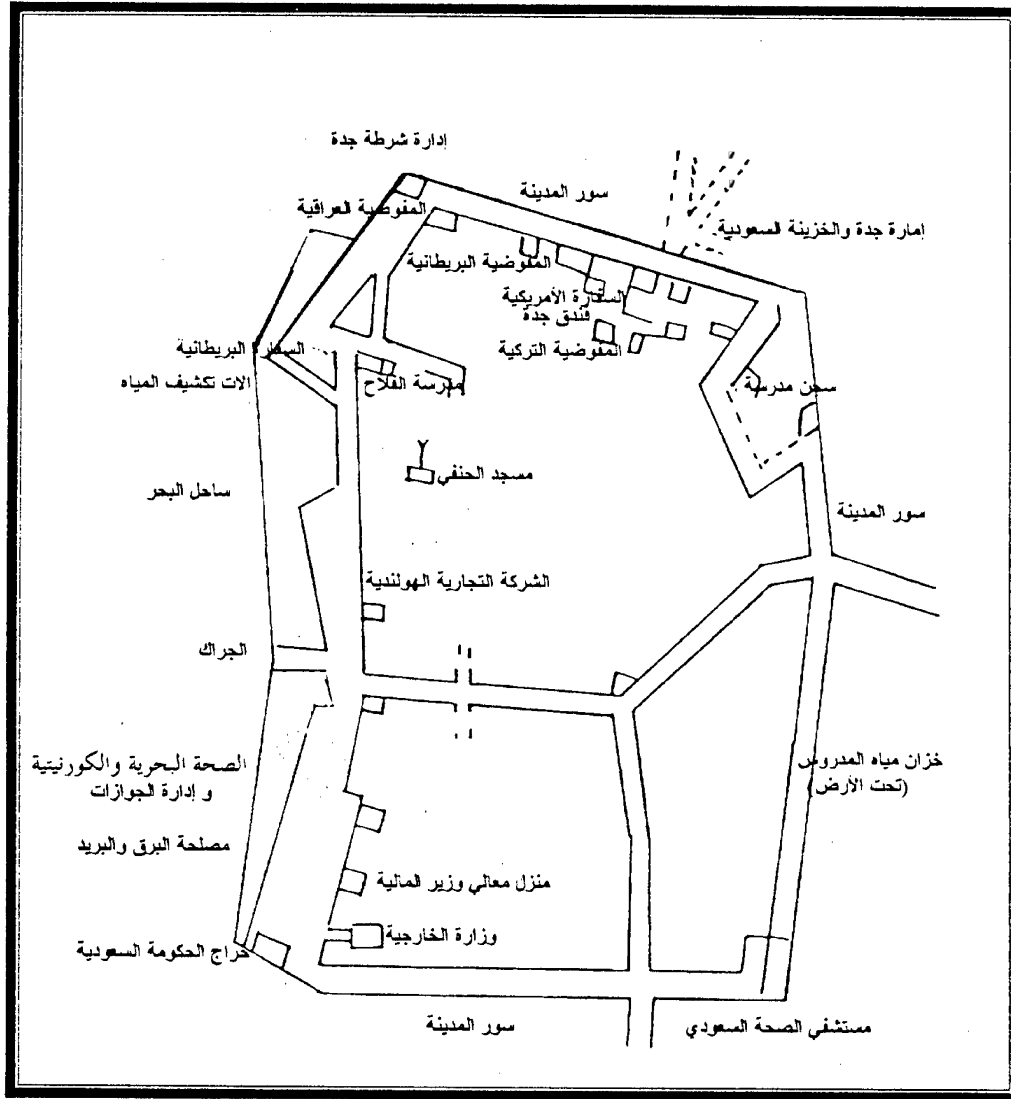 إدارة شرطة جدة
سور المدينة
المفوضية العراقية
إمارة جدة والخزينة السعودية
المفوضية البريطانية
السفارة الأمريكية
فندق جدة
المفوضية التركية
السفارة البريطانية
الات تكشيف المياه
مدرسة الفلاح
سجن مدرسة
مسجد الحنفي
ساحل البحر
سور المدينة
الشركة التجارية الهولندية
الجراك
الصحة البحرية والكورنيتية
و إدارة الجوازات
خزان مياه المدروس
(تحت الأرض)
مصلحة البرق والبريد
منزل معالي وزير المالية
وزارة الخارجية
حراج الحكومة السعودية
سور المدينة
مستشفي الصحة السعودي